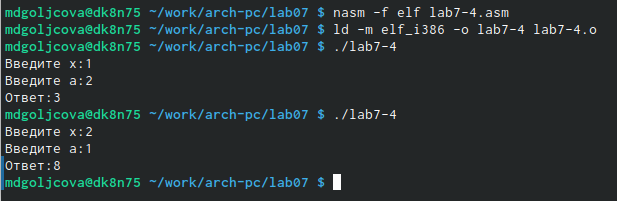 mdgoljcova@dk8n75 ~/work/arch-pc/lab07 $ nasm -f elf lab7-4.asm
mdgoljcova@dk8n75 ~/work/arch-pc/lab07 $ ld -m elf_i386 -o lab7-4 lab7-4.o
mdgoljcova@dk8n75 ~/work/arch-pc/lab07 $ ./lab7-4
Введите x:1
Введите a:2
Ответ:3
mdgoljcova@dk8n75 ~/work/arch-pc/lab07 $ ./lab7-4
Введите x:2
Введите a:1
Ответ:8
mdgoljcova@dk8n75 ~/work/arch-pc/lab07 $